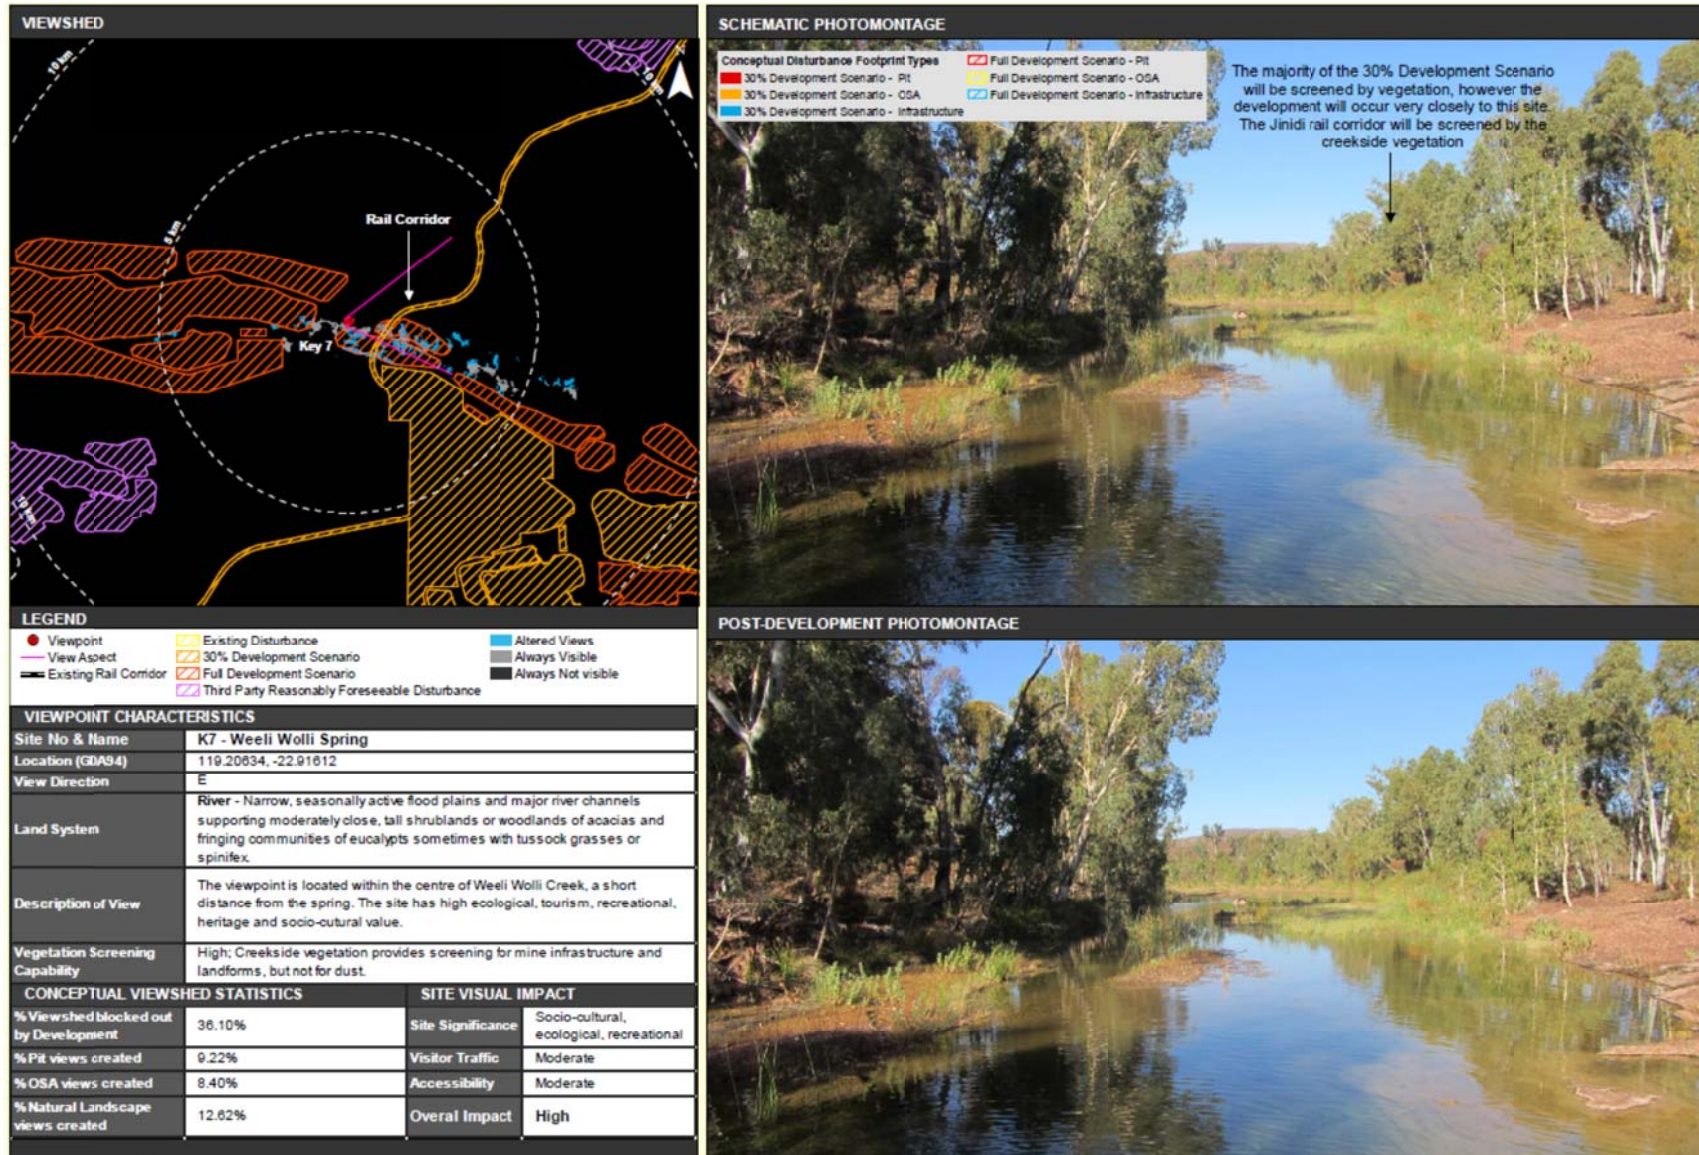 VIEWSHED
10 km
10 km
5 km
Rail Corridor
Key 7
10 km
LEGEND
Viewpoint
View Aspect
Existing Rail Corridor
Existing Disturbance
30% Development Scenario
Full Development Scenario
Third Party Reasonably Foreseeable Disturbance
Altered Views
Always Visible
Always Not visible
VIEWPOINT CHARACTERISTICS
Site No & Name
K7 - Weeli Wolli Spring
Location (GDA94)
119.20634, -22.91612
View Direction
E
Land System
River - Narrow, seasonally active flood plains and major river channels
supporting moderately close, tall shrublands or woodlands of acacias and
fringing communities of eucalypts sometimes with tussock grasses or
spinifex.
Description of View
The viewpoint is located within the centre of Weeli Wolli Creek, a short
distance from the spring. The site has high ecological, tourism, recreational,
heritage and socio-cutural value.
Vegetation Screening
Capability
High; Creekside vegetation provides screening for mine infrastructure and
landforms, but not for dust.
CONCEPTUAL VIEWSHED STATISTICS
% Viewshed blocked out
by Development
36.10%
% Pit views created
9.22%
% OSA views created
8.40%
% Natural Landscape
views created
12.62%
SITE VISUAL IMPACT
Site Significance
Socio-cultural,
ecological, recreational
Visitor Traffic
Moderate
Accessibility
Moderate
Overal Impact
High
SCHEMATIC PHOTOMONTAGE
Conceptual Disturbance Footprint Types
30% Development Scenario - Pit
30% Development Scenario - OSA
30% Development Scenario - Infrastructure
Full Development Scenario - Pit
Full Development Scenario - OSA
Full Development Scenario - Infrastructure
The majority of the 30% Development Scenario
will be screened by vegetation, however the
development will occur very closely to this site.
The Jinidi rail corridor will be screened by the
creekside vegetation
POST-DEVELOPMENT PHOTOMONTAGE